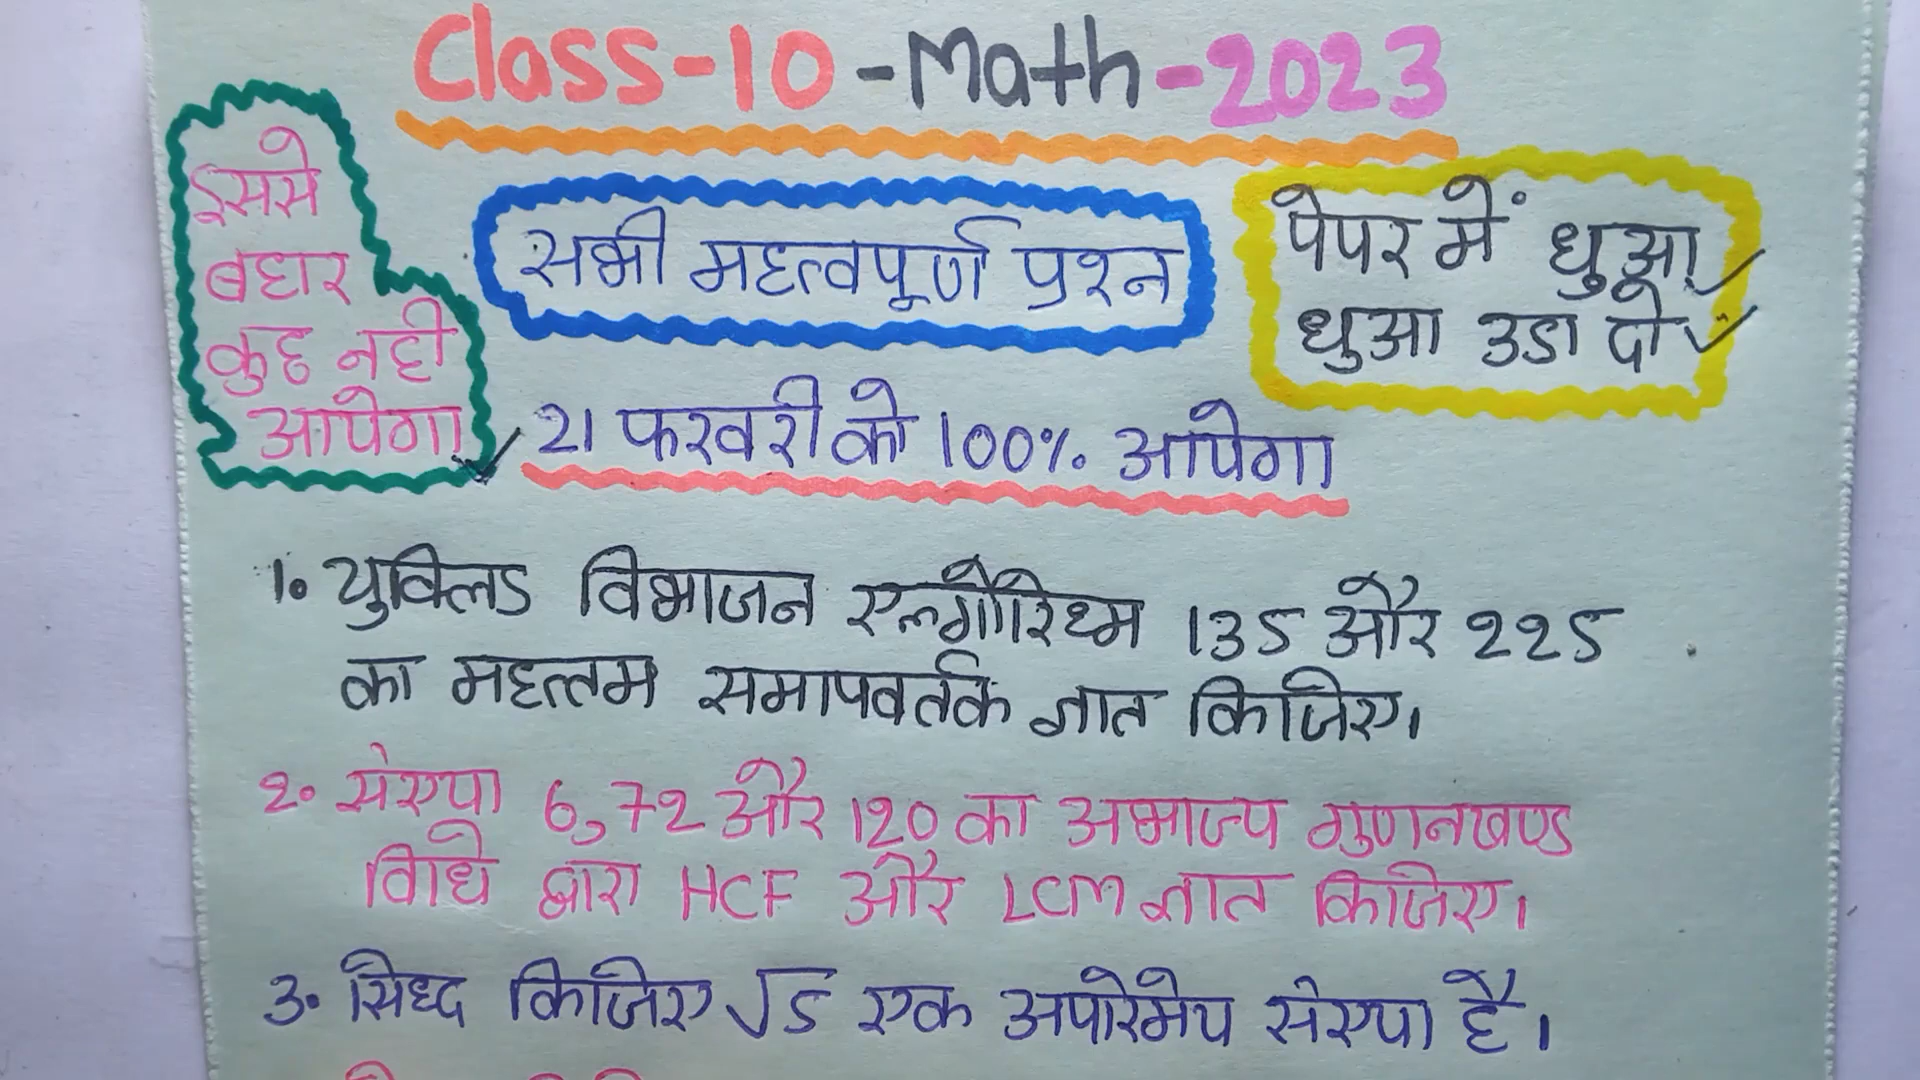 Class-10-Math-2023
इससे
बहार
कुछ नही
आयेगा
सभी महत्वपूर्ण प्रश्न
पेपर में धुआ
धुआ उडा दो
21 फरवरी को 100% आयेगा
1. युक्लिड विभाजन एल्गोरिथ्म 135 और 225
का महत्तम समापवर्तक ज्ञात किजिए।
2. संख्या 6,72 और 120 का अभाज्य गुणनखण्ड
विधि द्वारा HCF और LCM ज्ञात किजिए।
3. सिध्द किजिए √5 एक अपरिमेय संख्या है।